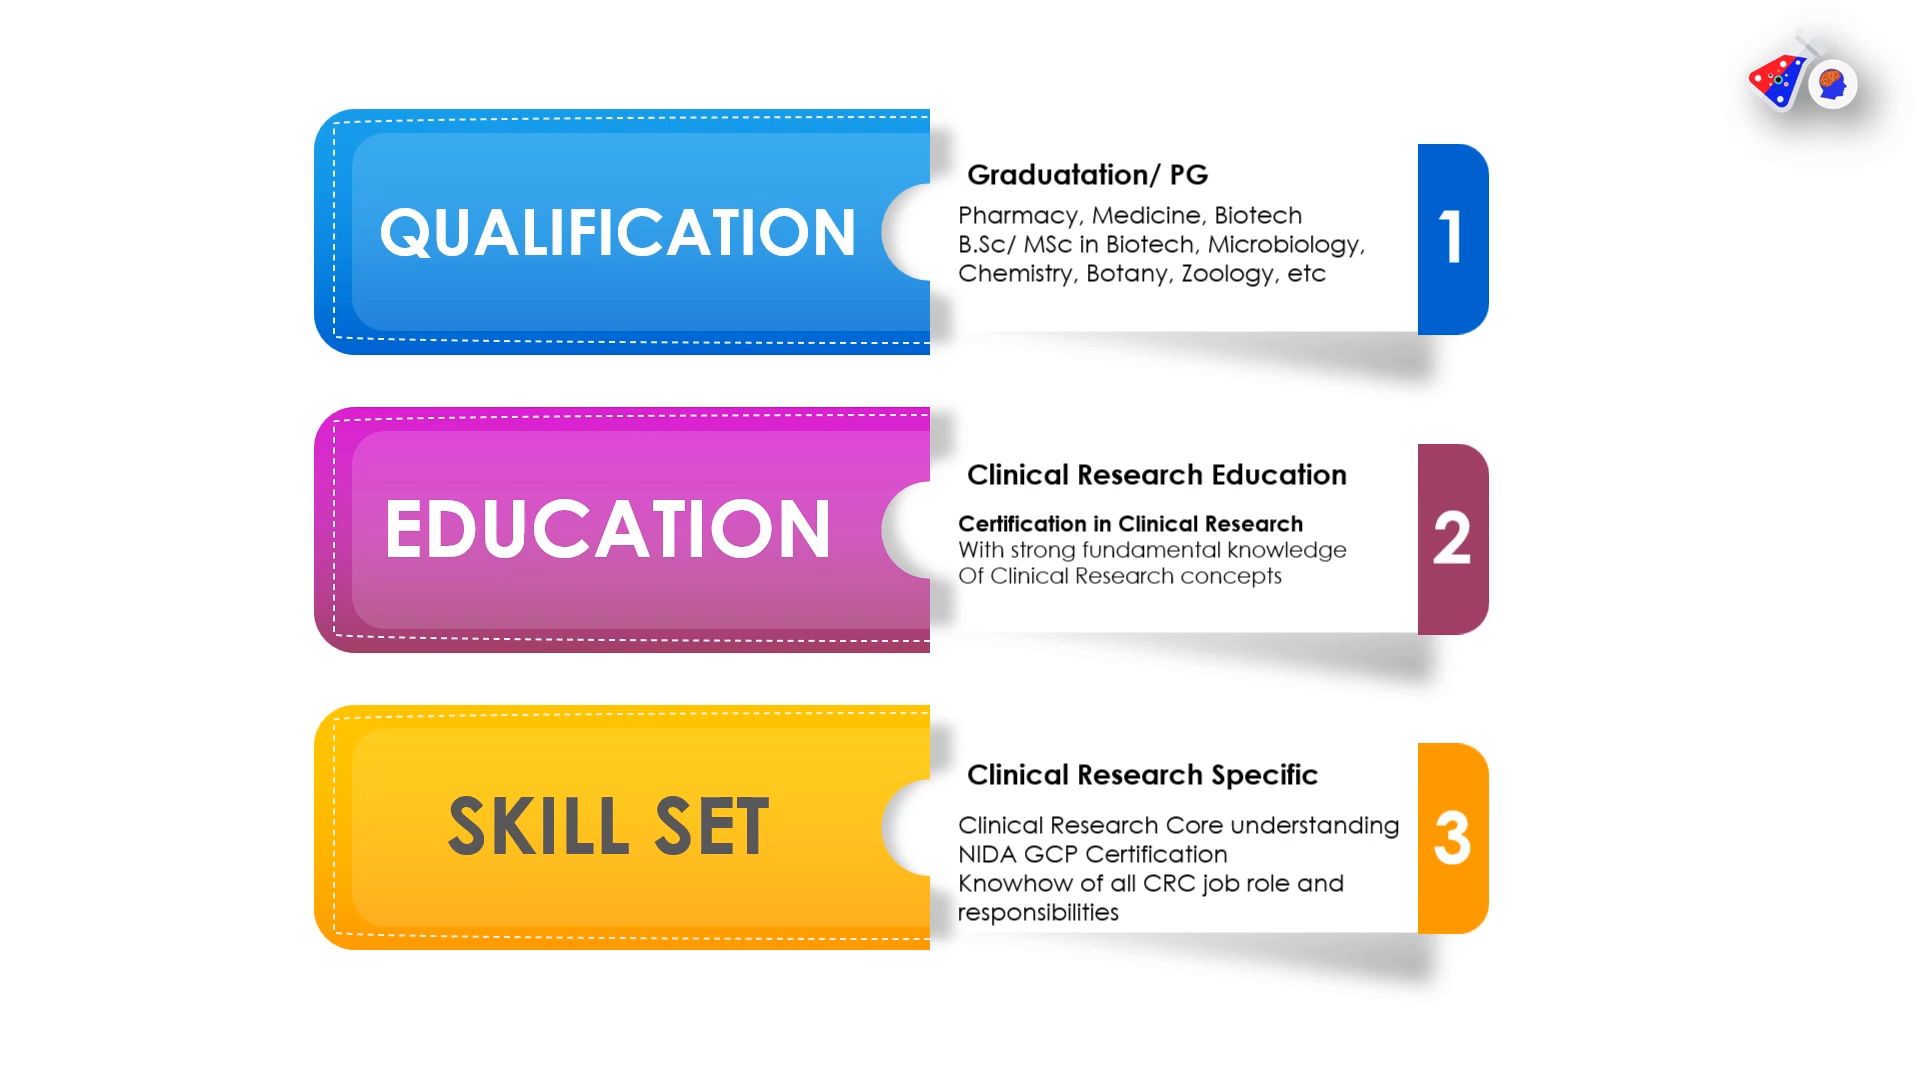 QUALIFICATION
Graduatation/ PG
Pharmacy, Medicine, Biotech
B.Sc/ MSc in Biotech, Microbiology,
Chemistry, Botany, Zoology, etc
1
EDUCATION
Clinical Research Education
Certification in Clinical Research
With strong fundamental knowledge
Of Clinical Research concepts
2
SKILL SET
Clinical Research Specific
Clinical Research Core understanding
NIDA GCP Certification
Knowhow of all CRC job role and
responsibilities
3